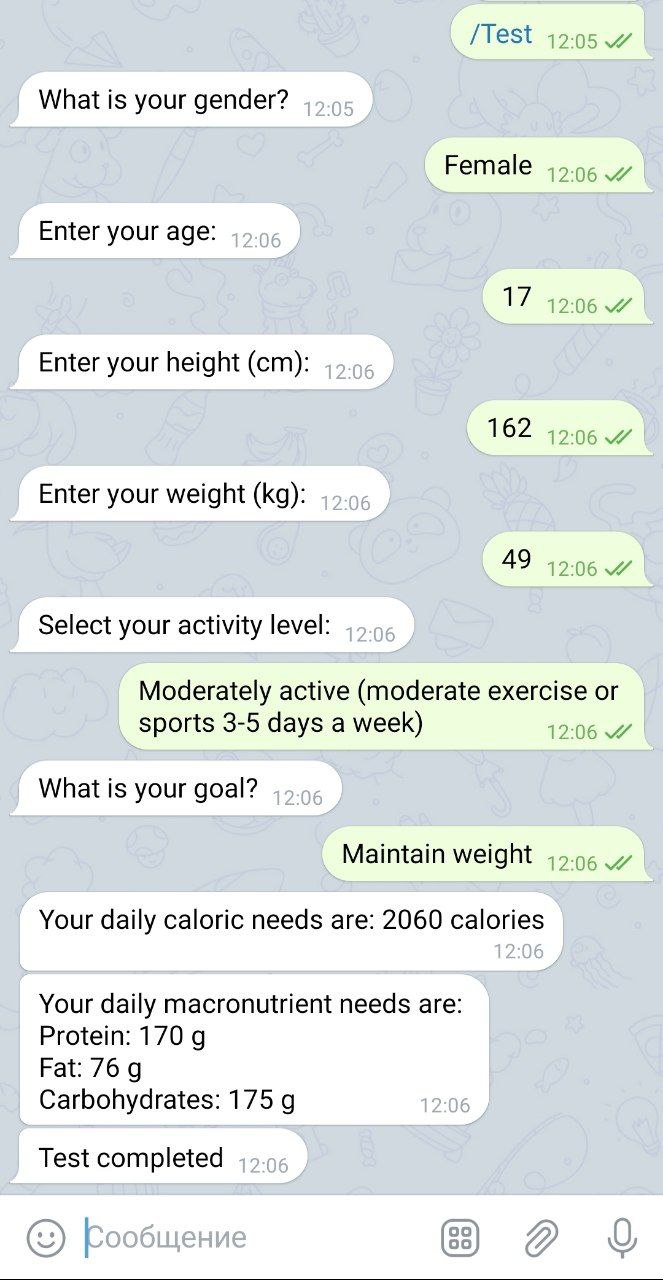 /Test 12:05
What is your gender? 12:05
Female 12:06
Enter your age: 12:06
17 12:06
Enter your height (cm): 12:06
162 12:06
Enter your weight (kg): 12:06
49 12:06
Select your activity level: 12:06
Moderately active (moderate exercise or
sports 3-5 days a week) 12:06
What is your goal? 12:06
Maintain weight 12:06
Your daily caloric needs are: 2060 calories
12:06
Your daily macronutrient needs are:
Protein: 170 g
Fat: 76 g
Carbohydrates: 175 g 12:06
Test completed 12:06
Сообщение